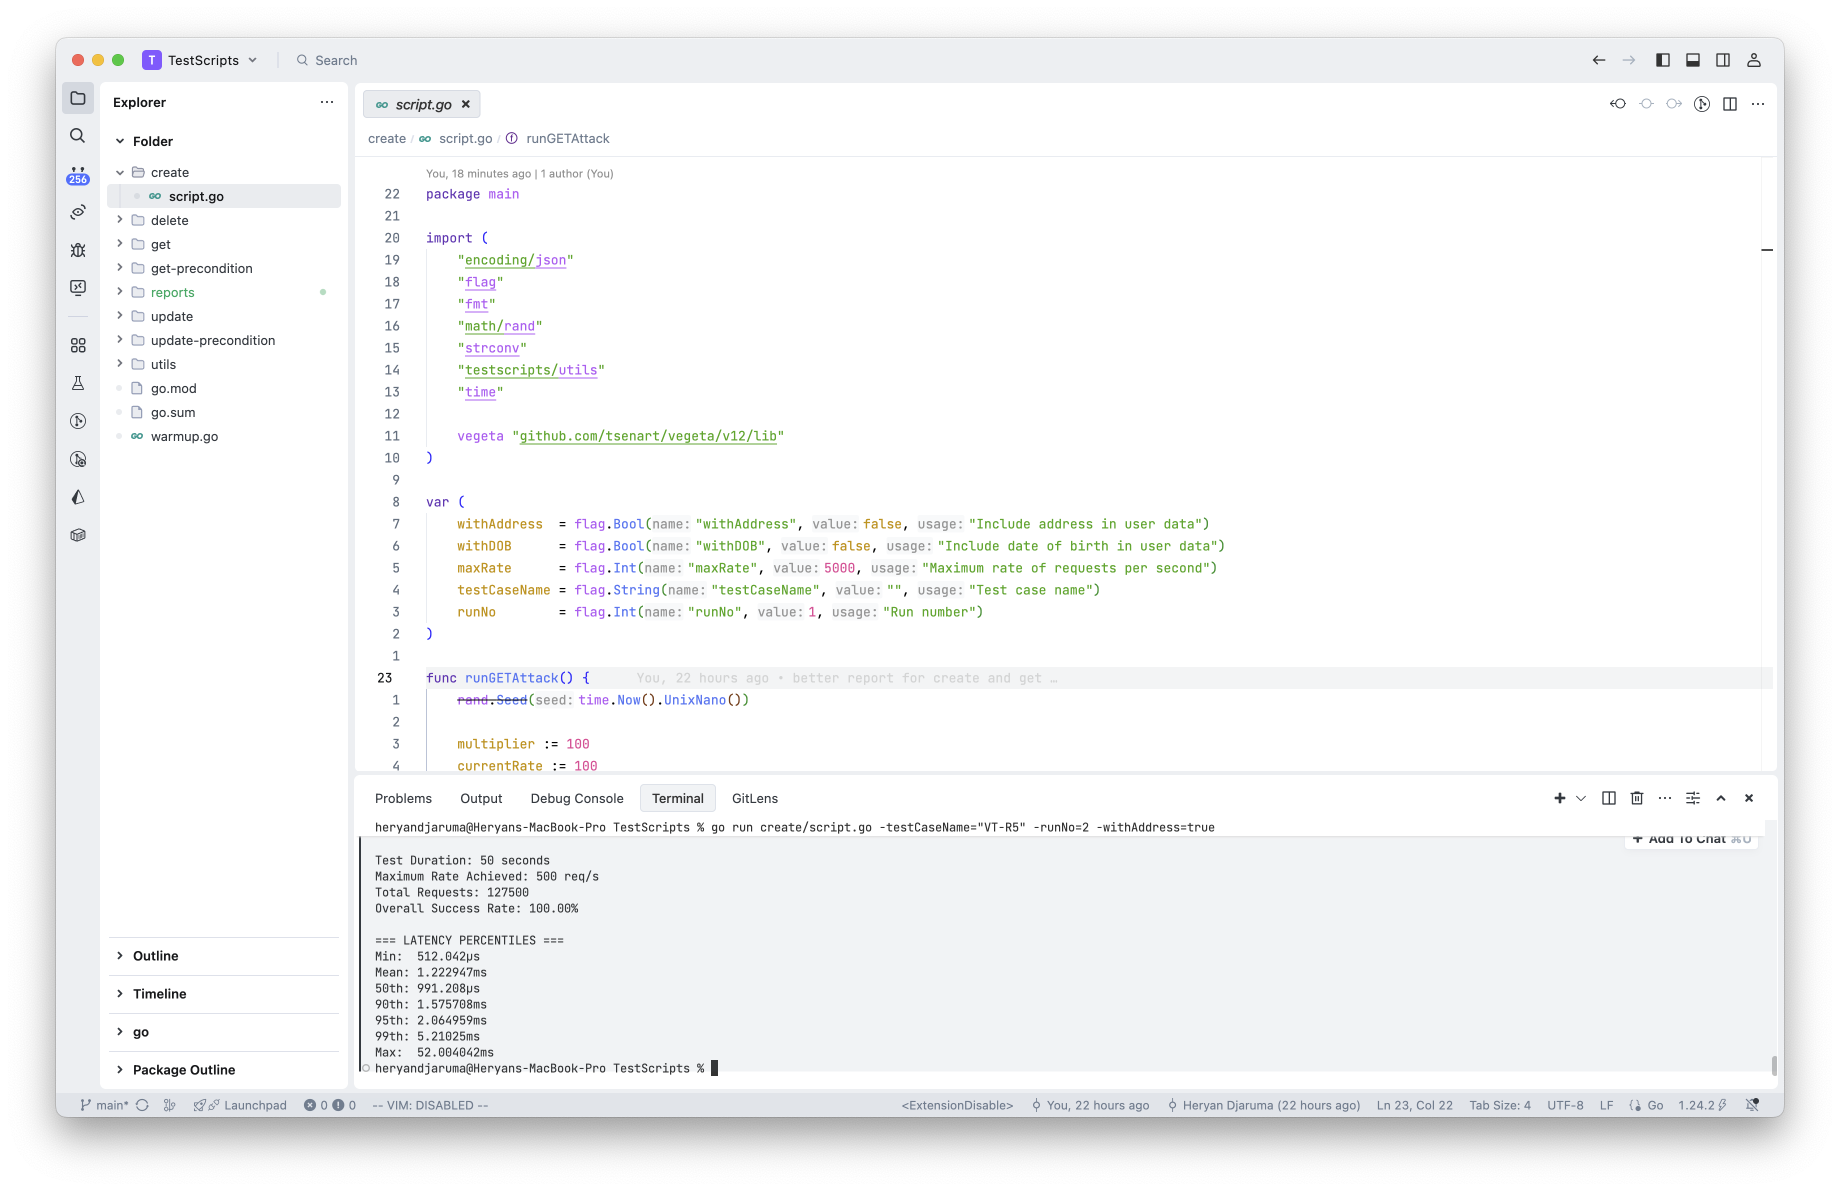 T TestScripts Search
Explorer
Folder
create
script.go
delete
get
get-precondition
reports
update
update-precondition
utils
go.mod
go.sum
warmup.go
Outline
Timeline
go
Package Outline
256
script.go
create / script.go / runGETAttack
You, 18 minutes ago | 1 author (You)
22 package main
21
20 import (
19 "encoding/json"
18 "flag"
17 "fmt"
16 "math/rand"
15 "strconv"
14 "testscripts/utils"
13 "time"
12
11 vegeta "github.com/tsenart/vegeta/v12/lib"
10 )
9
8 var (
7 withAddress = flag.Bool(name: "withAddress", value: false, usage: "Include address in user data")
6 withDOB = flag.Bool(name: "withDOB", value: false, usage: "Include date of birth in user data")
5 maxRate = flag.Int(name: "maxRate", value: 5000, usage: "Maximum rate of requests per second")
4 testCaseName = flag.String(name: "testCaseName", value: "", usage: "Test case name")
3 runNo = flag.Int(name: "runNo", value: 1, usage: "Run number")
2 )
1
23 func runGETAttack() { You, 22 hours ago • better report for create and get …
1 rand.Seed(seed: time.Now().UnixNano())
2
3 multiplier := 100
4 currentRate := 100
Problems Output Debug Console Terminal GitLens
heryandjaruma@Heryans-MacBook-Pro TestScripts % go run create/script.go -testCaseName="VT-R5" -runNo=2 -withAddress=true
+ Add To Chat ⌘U
Test Duration: 50 seconds
Maximum Rate Achieved: 500 req/s
Total Requests: 127500
Overall Success Rate: 100.00%
=== LATENCY PERCENTILES ===
Min: 512.042µs
Mean: 1.222947ms
50th: 991.208µs
90th: 1.575708ms
95th: 2.064959ms
99th: 5.21025ms
Max: 52.004042ms
heryandjaruma@Heryans-MacBook-Pro TestScripts %
main* Launchpad 0 0 -- VIM: DISABLED -- <ExtensionDisable> You, 22 hours ago Heryan Djaruma (22 hours ago) Ln 23, Col 22 Tab Size: 4 UTF-8 LF Go 1.24.2